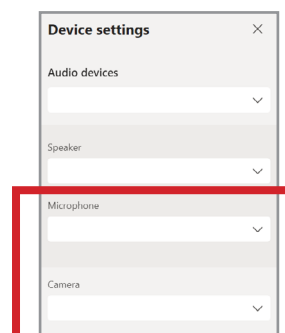 Device settings
Audio devices
Speaker
Microphone
Camera